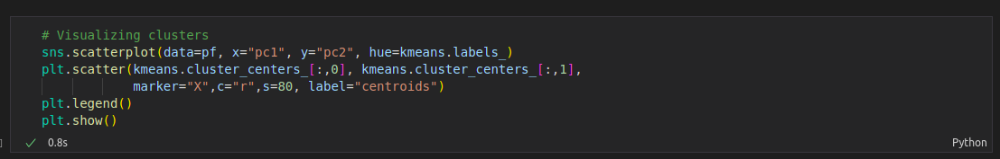 # Visualizing clusters
sns.scatterplot(data=pf, x="pc1", y="pc2", hue=kmeans.labels_)
plt.scatter(kmeans.cluster_centers_[:,0], kmeans.cluster_centers_[:,1],
            marker="X",c="r",s=80, label="centroids")
plt.legend()
plt.show()
✓ 0.8s
Python